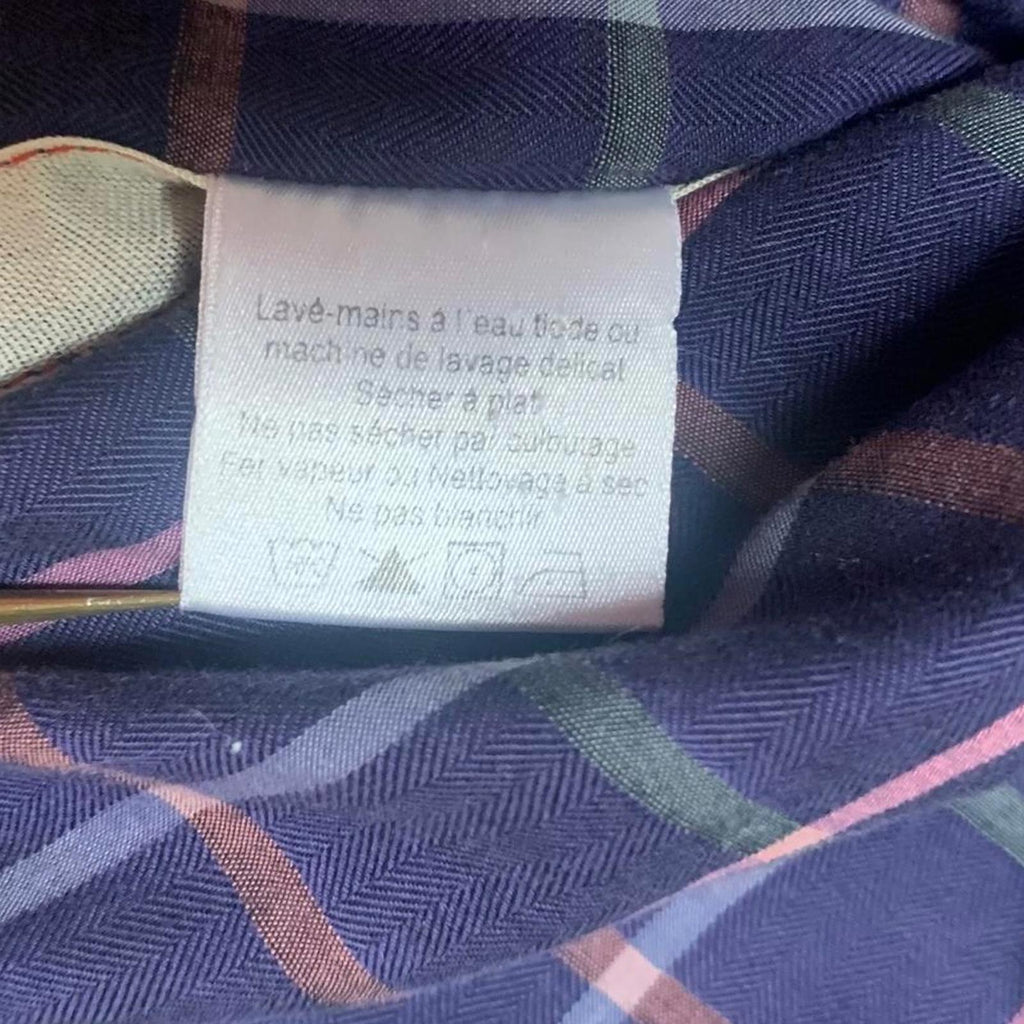 Lavé-mains à l'eau tiède ou
machine de lavage délicat
Sécher à plat
Ne pas sécher par culbutage
Fer vapeur ou Nettoyage à sec
Ne pas blanchir